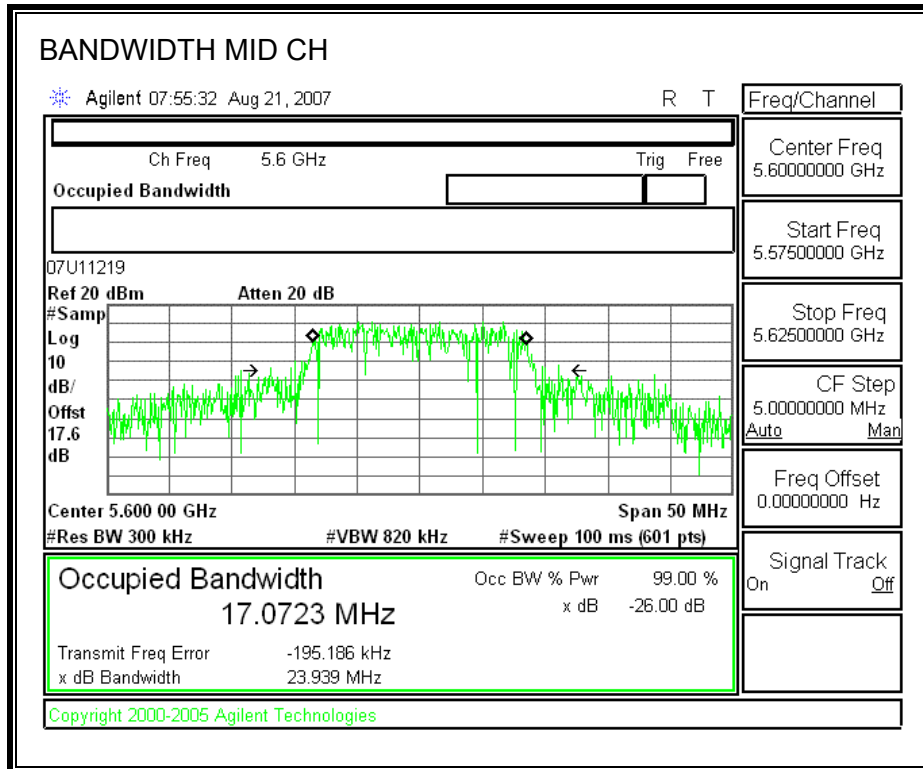 BANDWIDTH MID CH
Agilent 07:55:32 Aug 21, 2007 R T
Ch Freq 5.6 GHz Trig Free
Occupied Bandwidth
07U11219
Ref 20 dBm Atten 20 dB
#Samp
Log
10
dB/
Offst
17.6
dB
Center 5.600 00 GHz Span 50 MHz
#Res BW 300 kHz #VBW 820 kHz #Sweep 100 ms (601 pts)
Occupied Bandwidth Occ BW % Pwr 99.00 %
17.0723 MHz x dB -26.00 dB
Transmit Freq Error -195.186 kHz
x dB Bandwidth 23.939 MHz
Copyright 2000-2005 Agilent Technologies
Freq/Channel
Center Freq
5.60000000 GHz
Start Freq
5.57500000 GHz
Stop Freq
5.62500000 GHz
CF Step
5.00000000 MHz
Auto Man
Freq Offset
0.00000000 Hz
Signal Track
On Off